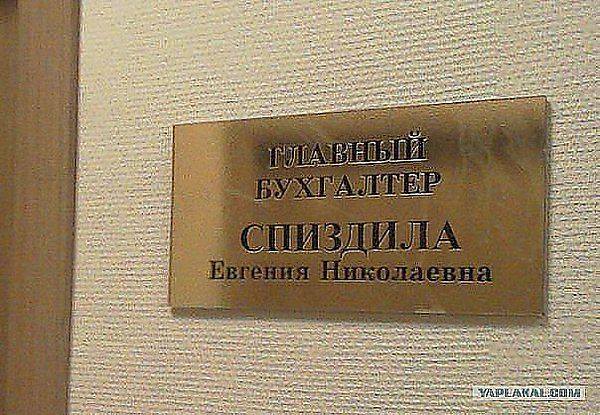 ГЛАВНЫЙ
БУХГАЛТЕР
СПИЗДИЛА
ЕВГЕНИЯ НИКОЛАЕВНА
YAPLAKAL.COM